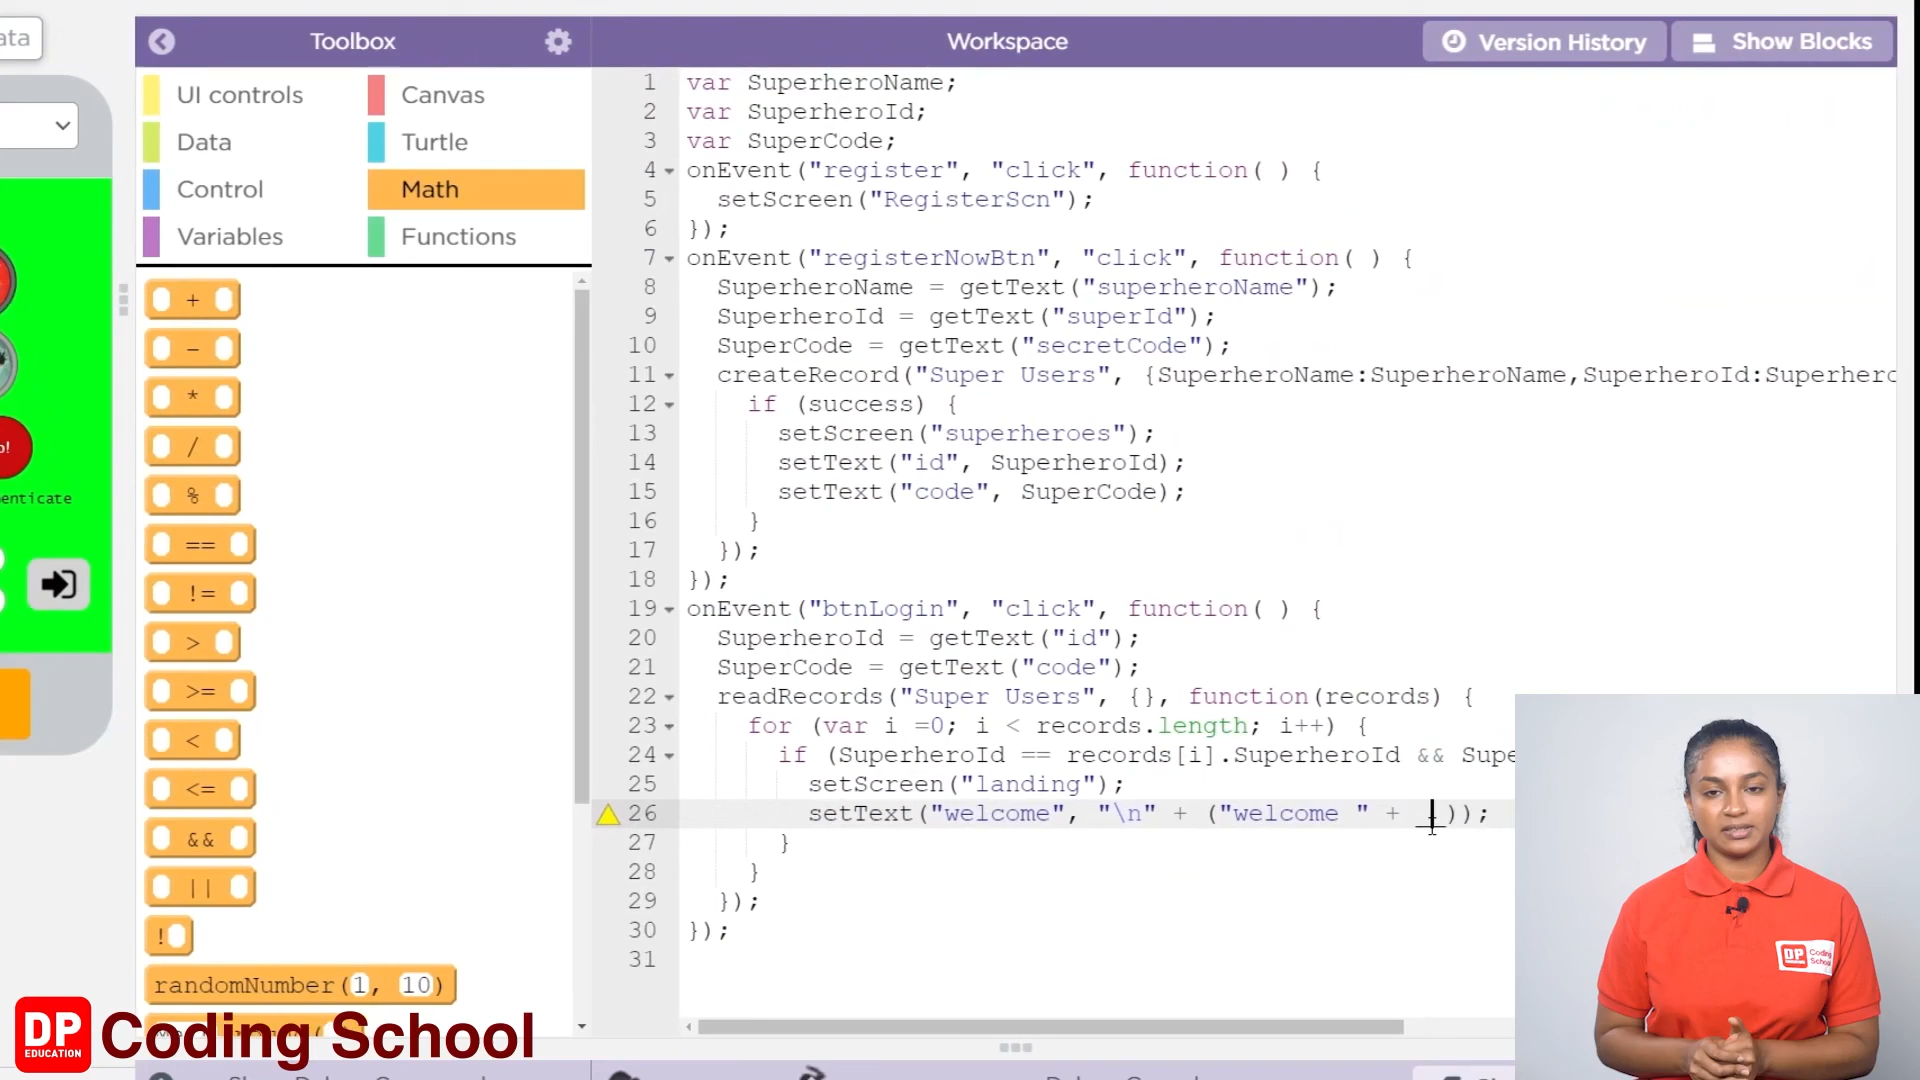 ata
Toolbox
Workspace
Version History
Show Blocks
UI controls
Canvas
Data
Turtle
Control
Math
Variables
Functions
+
-
*
/
%
==
!=
>
>=
<
<=
&&
||
!
randomNumber(1, 10)
o!
enticate
1 var SuperheroName;
2 var SuperheroId;
3 var SuperCode;
4 onEvent("register", "click", function( ) {
5 setScreen("RegisterScn");
6 });
7 onEvent("registerNowBtn", "click", function( ) {
8 SuperheroName = getText("superheroName");
9 SuperheroId = getText("superId");
10 SuperCode = getText("secretCode");
11 createRecord("Super Users", {SuperheroName:SuperheroName,SuperheroId:Superherc
12 if (success) {
13 setScreen("superheroes");
14 setText("id", SuperheroId);
15 setText("code", SuperCode);
16 }
17 });
18 });
19 onEvent("btnLogin", "click", function( ) {
20 SuperheroId = getText("id");
21 SuperCode = getText("code");
22 readRecords("Super Users", {}, function(records) {
23 for (var i =0; i < records.length; i++) {
24 if (SuperheroId == records[i].SuperheroId && Supe
25 setScreen("landing");
26 setText("welcome", "\n" + ("welcome " + __));
27 }
28 }
29 });
30 });
31
DP
EDUCATION
Coding School
DP
EDUCATION
Coding
School